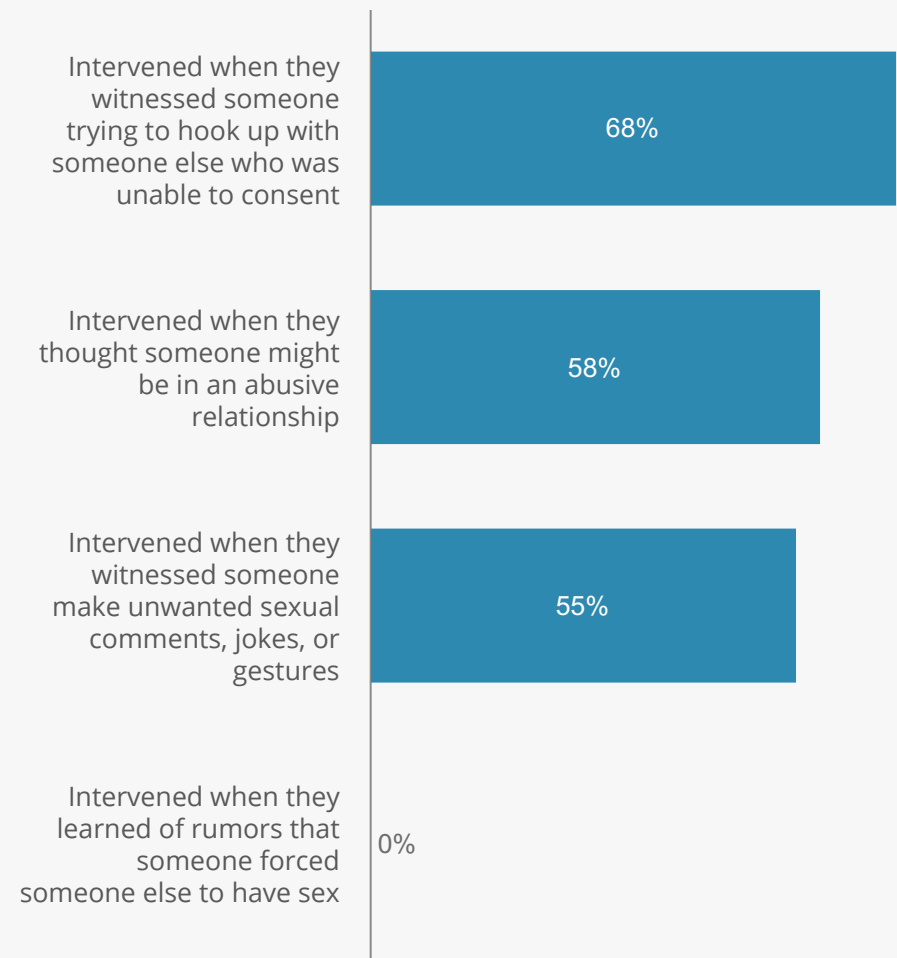 Intervened when they
witnessed someone
trying to hook up with
someone else who was
unable to consent
68%
Intervened when they
thought someone might
be in an abusive
relationship
58%
Intervened when they
witnessed someone
make unwanted sexual
comments, jokes, or
gestures
55%
Intervened when they
learned of rumors that
someone forced
someone else to have sex
0%